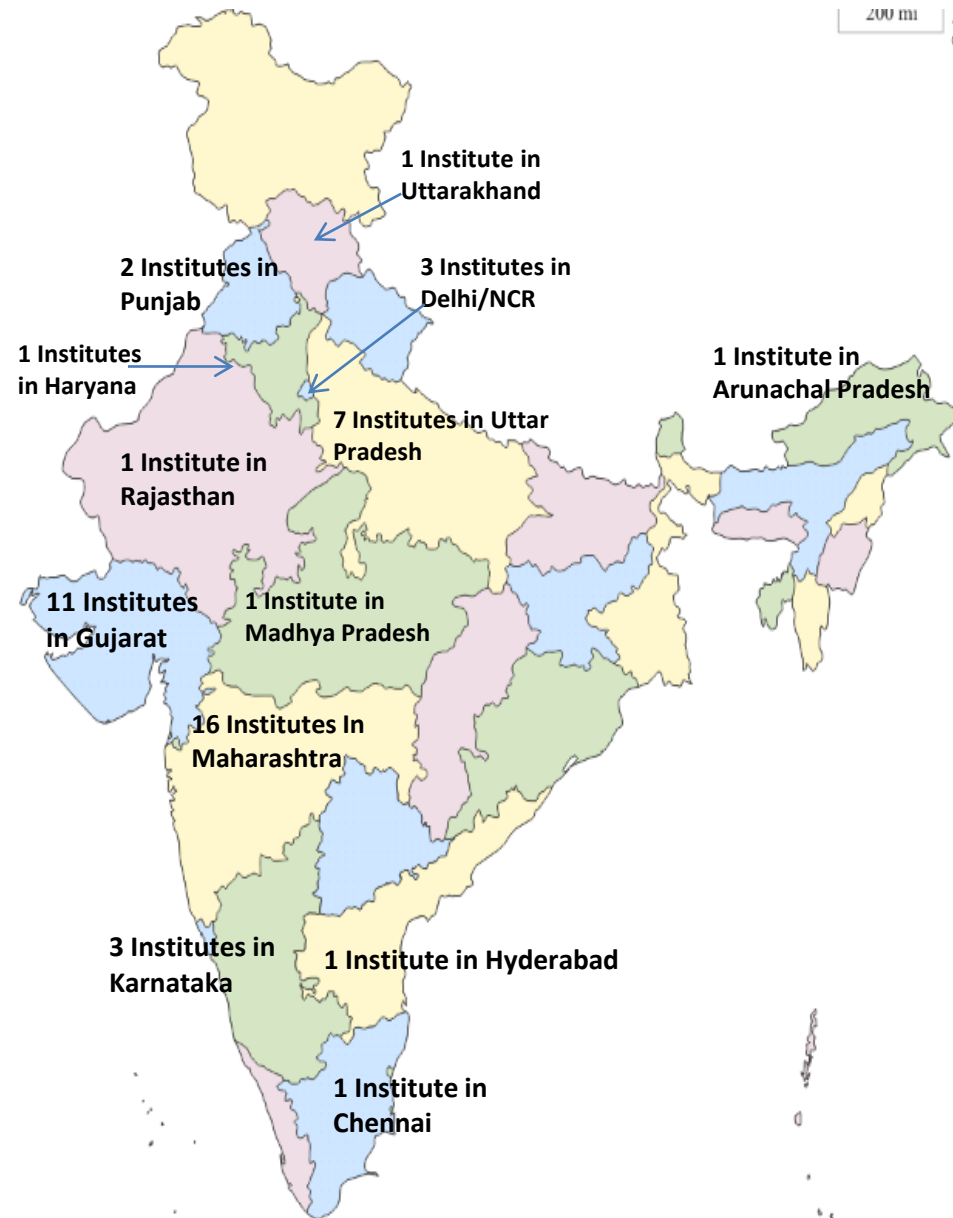 200 mi
1 Institute in
Uttarakhand
2 Institutes in
Punjab
3 Institutes in
Delhi/NCR
1 Institutes
in Haryana
1 Institute in
Arunachal Pradesh
7 Institutes in Uttar
Pradesh
1 Institute in
Rajasthan
11 Institutes
in Gujarat
1 Institute in
Madhya Pradesh
16 Institutes In
Maharashtra
3 Institutes in
Karnataka
1 Institute in Hyderabad
1 Institute in
Chennai